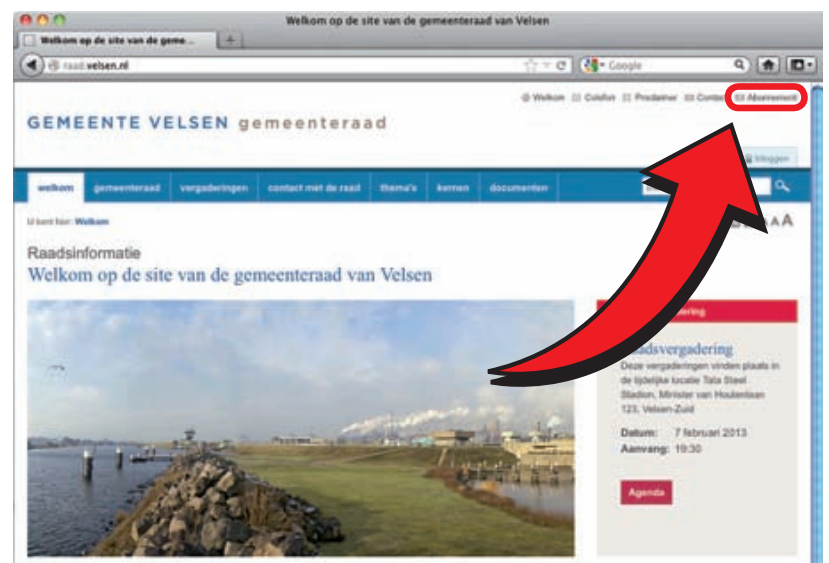 Welkom op de site van de gemeenteraad van Velsen
Welkom op de site van de geme...
raad.velsen.nl
Google
Welkom Colofon Proclaimer Contact Abonnement
GEMEENTE VELSEN gemeenteraad
Inloggen
welkom gemeenteraad vergaderingen contact met de raad thema's kernen documenten
U bent hier: Welkom
A A
Raadsinformatie
Welkom op de site van de gemeenteraad van Velsen
Raadsvergadering
Deze vergaderingen vinden plaats in
de tijdelijke locatie Tata Steel
Stadion, Minister van Houtenlaan
123, Velsen-Zuid
Datum: 7 februari 2013
Aanvang: 19:30
Agenda